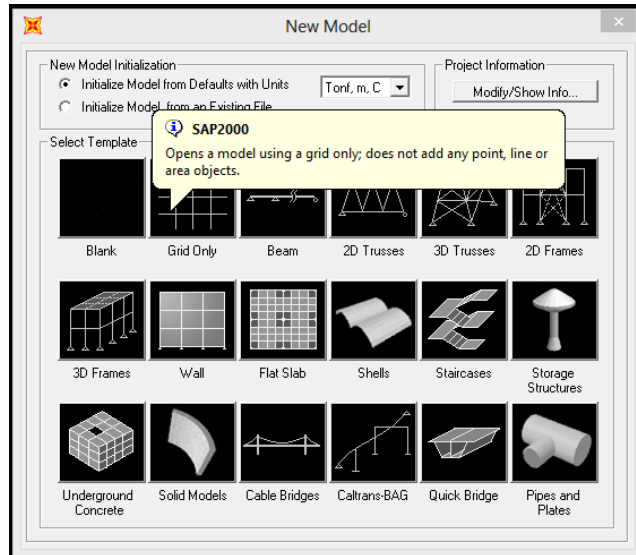 New Model
New Model Initialization
Initialize Model from Defaults with Units
Tonf, m, C
Initialize Model from an Existing File
Project Information
Modify/Show Info...
SAP2000
Opens a model using a grid only; does not add any point, line or
area objects.
Select Template
Blank
Grid Only
Beam
2D Trusses
3D Trusses
2D Frames
3D Frames
Wall
Flat Slab
Shells
Staircases
Storage
Structures
Underground
Concrete
Solid Models
Cable Bridges
Caltrans-BAG
Quick Bridge
Pipes and
Plates